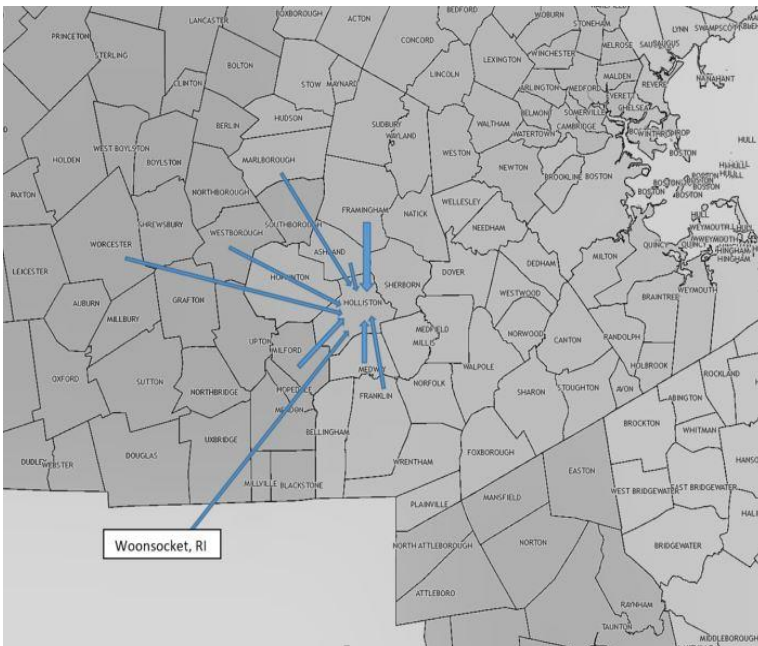 LANCASTER
BOXBOROUGH
ACTON
BEDFORD
WOBURN
STONEHAM
LYNN
SWAMPSCOTT
PRINCETON
STERLING
BOLTON
CONCORD
LEXINGTON
WINCHESTER
MELROSE
SAUGUS
CLINTON
STOW
MAYNARD
LINCOLN
ARLINGTON
MEDFORD
MALDEN
REVERE
NAHANT
EVERETT
CHELSEA
BERLIN
HUDSON
SUDBURY
WAYLAND
WALTHAM
BELMONT
SOMERVILLE
WATERTOWN
CAMBRIDGE
WINTHROP
HOLDEN
WEST BOYLSTON
BOYLSTON
MARLBOROUGH
WESTON
NEWTON
BOSTON
HULL
PAXTON
NORTHBOROUGH
BROOKLINE
BOSTON
BOSTON
BOSTON
BOSTON
WORCESTER
SHREWSBURY
WESTBOROUGH
SOUTHBOROUGH
FRAMINGHAM
NATICK
WELLESLEY
NEEDHAM
HULL
WEYMOUTH
QUINCY
HINGHAM
LEICESTER
ASHLAND
SHERBORN
DOVER
DEDHAM
MILTON
HOPKINTON
HOLLISTON
WESTWOOD
BRAINTREE
WEYMOUTH
AUBURN
MILLBURY
GRAFTON
UPTON
MILFORD
MEDFIELD
MILLIS
NORWOOD
CANTON
RANDOLPH
HOLBROOK
OXFORD
SUTTON
NORTHBRIDGE
HOPEDALE
MENDON
MEDWAY
FRANKLIN
NORFOLK
WALPOLE
SHARON
STOUGHTON
AVON
ROCKLAND
ABINGTON
BROCKTON
WHITMAN
UXBRIDGE
BELLINGHAM
WRENTHAM
FOXBOROUGH
DUDLEY
WEBSTER
DOUGLAS
MILLVILLE
BLACKSTONE
EASTON
WEST BRIDGEWATER
EAST BRIDGEWATER
PLAINVILLE
MANSFIELD
Woonsocket, RI
NORTH ATTLEBOROUGH
NORTON
BRIDGEWATER
ATTLEBORO
RAYNHAM
TAUNTON
MIDDLEBOROUGH